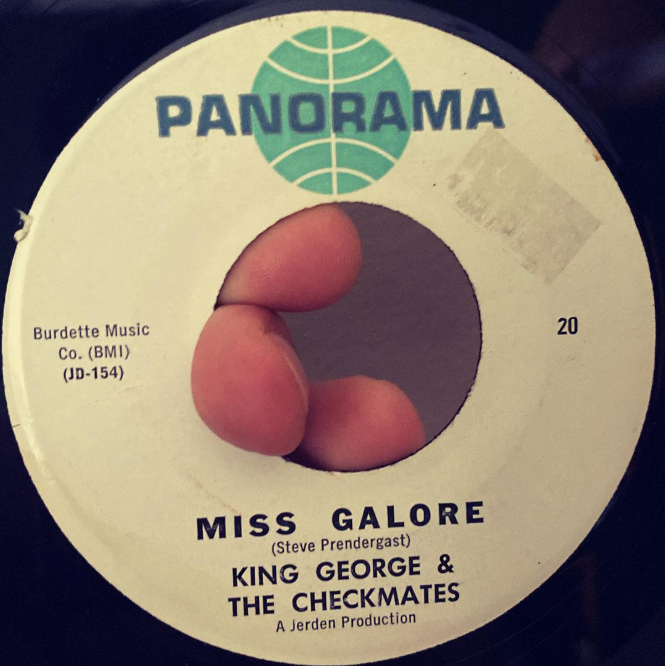 PANORAMA
Burdette Music
Co. (BMI)
(JD-154)
20
MISS GALORE
(Steve Prendergast)
KING GEORGE &
THE CHECKMATES
A Jerden Production